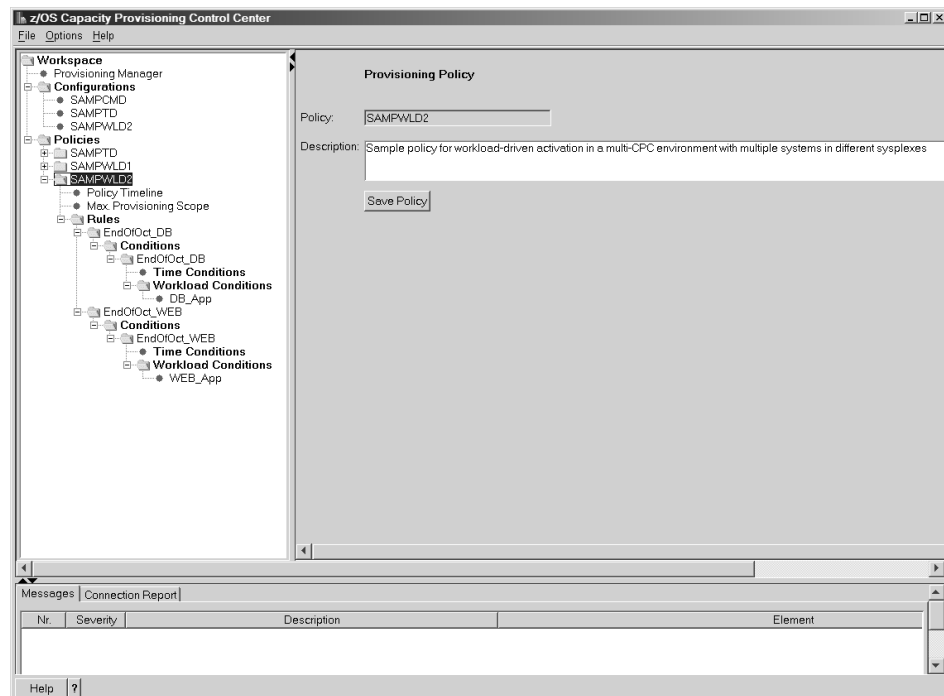 z/OS Capacity Provisioning Control Center
File Options Help
Workspace
Provisioning Manager
Configurations
SAMPCMD
SAMPTD
SAMPWLD2
Policies
SAMPTD
SAMPWLD1
SAMPWLD2
Policy Timeline
Max. Provisioning Scope
Rules
EndOfOct_DB
Conditions
EndOfOct_DB
Time Conditions
Workload Conditions
DB_App
EndOfOct_WEB
Conditions
EndOfOct_WEB
Time Conditions
Workload Conditions
WEB_App
Provisioning Policy
Policy: SAMPWLD2
Description: Sample policy for workload-driven activation in a multi-CPC environment with multiple systems in different sysplexes
Save Policy
Messages Connection Report
Nr. Severity Description Element
Help ?